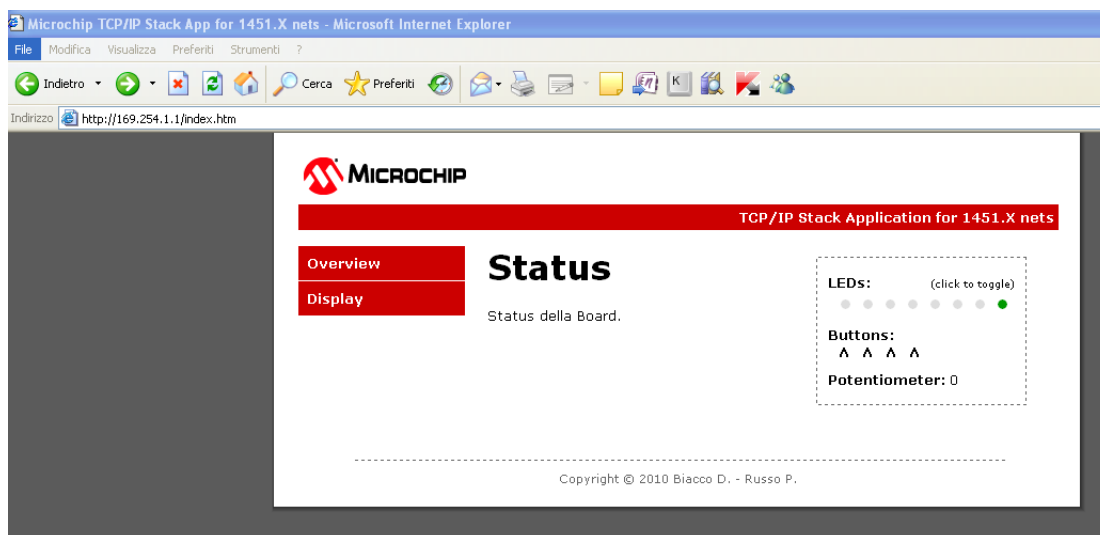 Microchip TCP/IP Stack App for 1451.X nets - Microsoft Internet Explorer
File Modifica Visualizza Preferiti Strumenti ?
Indietro Cerca Preferiti
Indirizzo http://169.254.1.1/index.htm
MICROCHIP
TCP/IP Stack Application for 1451.X nets
Overview
Display
Status
Status della Board.
LEDs: (click to toggle)
Buttons:
Λ Λ Λ Λ
Potentiometer: 0
Copyright © 2010 Biacco D. - Russo P.